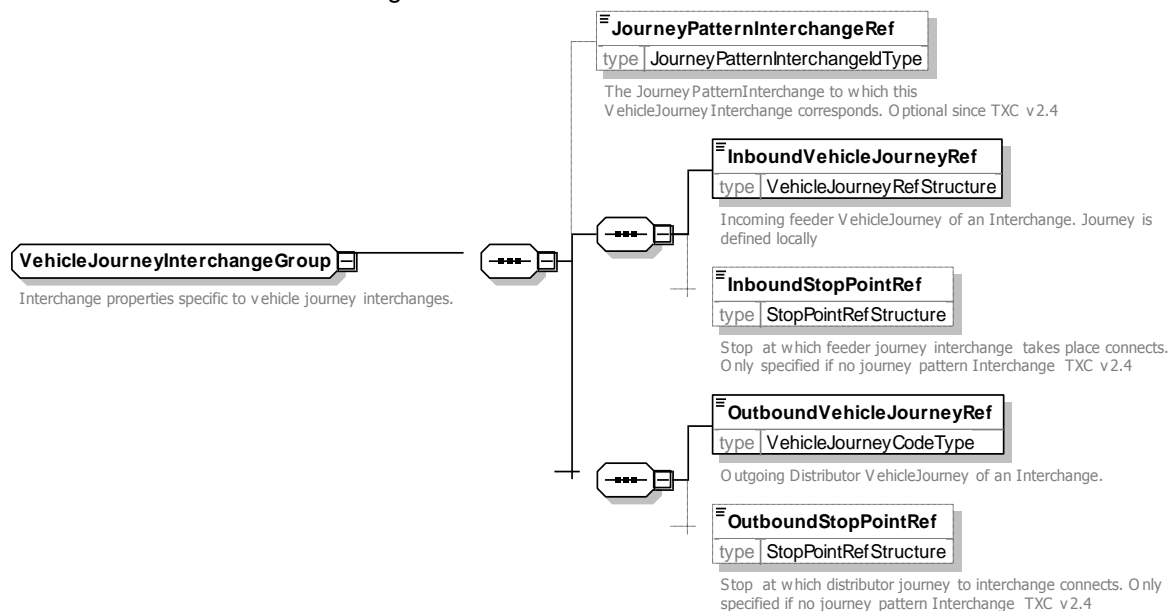 JourneyPatternInterchangeRef
type JourneyPatternInterchangeIdType
The JourneyPatternInterchange to which this
VehicleJourneyInterchange corresponds. Optional since TXC v2.4
InboundVehicleJourneyRef
type VehicleJourneyRefStructure
Incoming feeder VehicleJourney of an Interchange. Journey is
defined locally
VehicleJourneyInterchangeGroup
Interchange properties specific to vehicle journey interchanges.
InboundStopPointRef
type StopPointRefStructure
Stop at which feeder journey interchange takes place connects.
Only specified if no journey pattern Interchange TXC v2.4
OutboundVehicleJourneyRef
type VehicleJourneyCodeType
Outgoing Distributor VehicleJourney of an Interchange.
OutboundStopPointRef
type StopPointRefStructure
Stop at which distributor journey to interchange connects. Only
specified if no journey pattern Interchange TXC v2.4